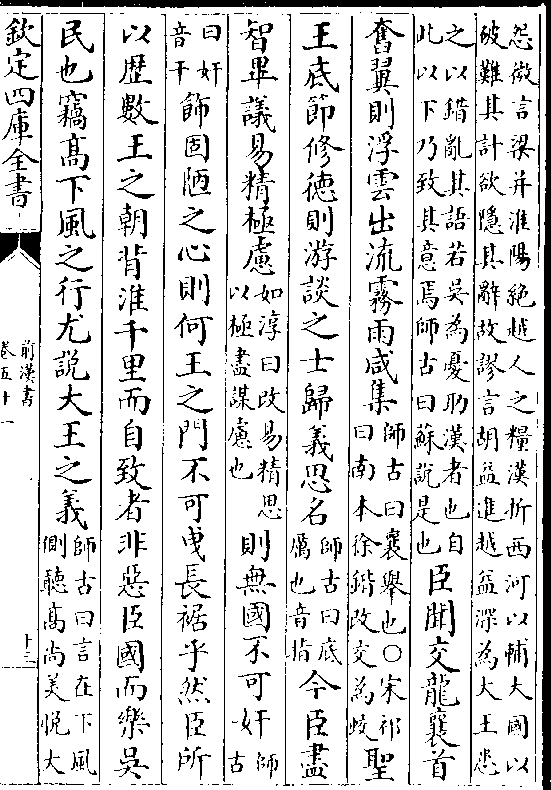 怨微言梁并淮陽絶越人之糧漢折西河以輔大國以
破難其計欲隱其辭故謬言胡益進越益深為大王患
之以錯亂其語若吳為憂助漢者也自
此以下乃致其意焉師古曰蘇說是也
臣聞交龍襄首
奮翼則浮雲出流霧雨咸集
師古曰襄舉也○宋祁
曰南本徐鍇改交為蛟
聖
王底節修徳則游談之士歸義思名
師古曰底
厲也音指
今臣盡
智畢議易精極慮
如淳曰改易精思
以極盡謀慮也
則無國不可奸
師古
曰奸
音干
飾固陋之心則何王之門不可曵長裾乎然臣所
以歴數王之朝背淮千里而自致者非惡臣國而樂吳
民也竊髙下風之行尤說大王之義
師古曰言在下風
側聽髙尚美悅大
欽定四庫全書
前漢書
卷五十一
十三